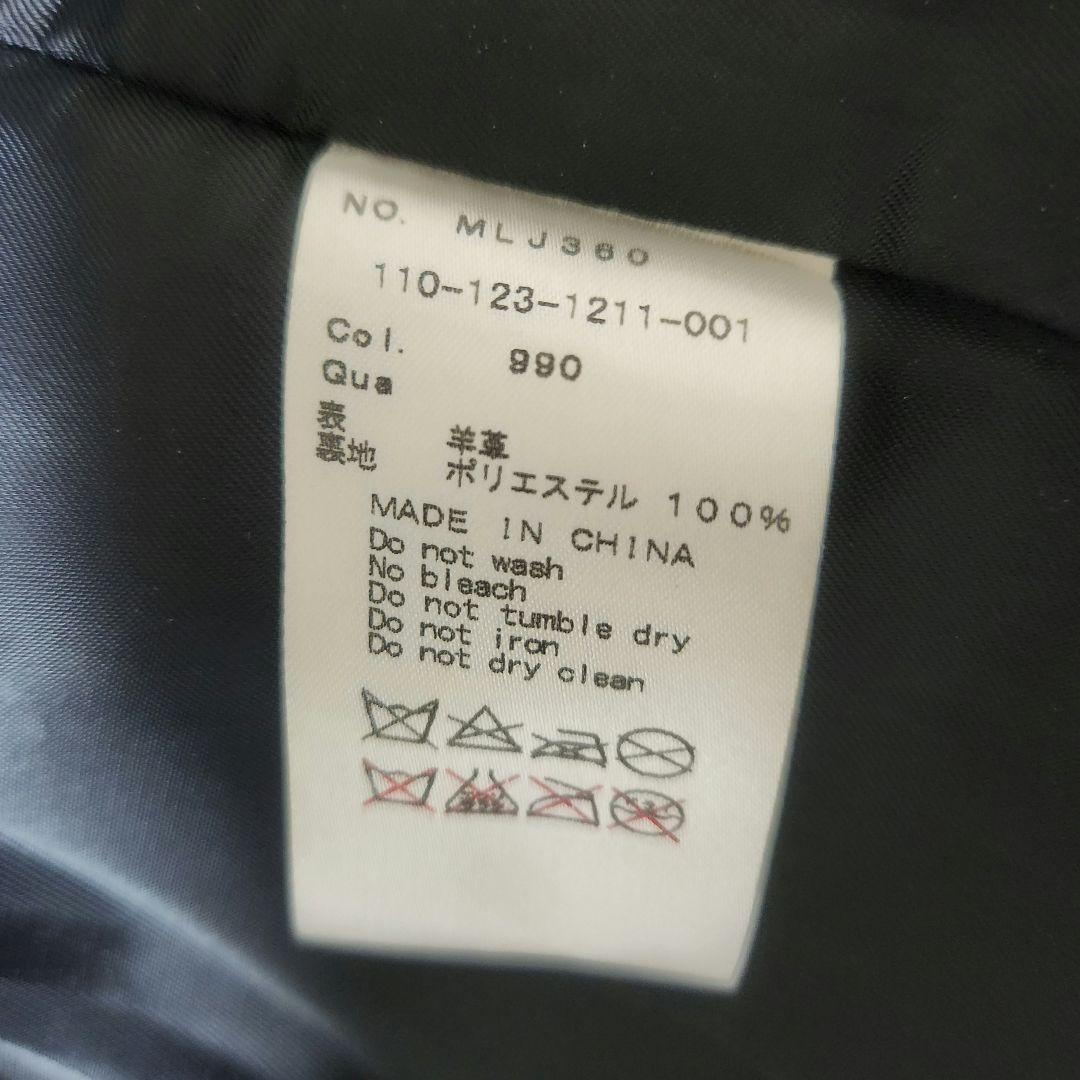 NO. MLJ360
110-123-1211-001
Col. 990
Qua
表 羊革
裏地 ポリエステル 100%
MADE IN CHINA
Do not wash
No bleach
Do not tumble dry
Do not iron
Do not dry clean